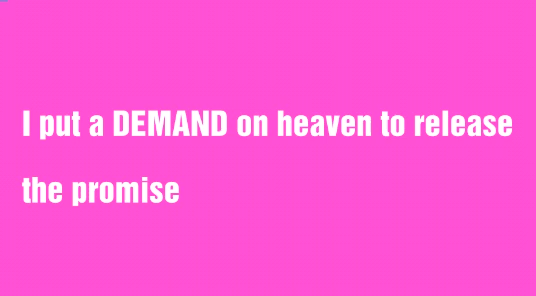 I put a DEMAND on heaven to release
the promise